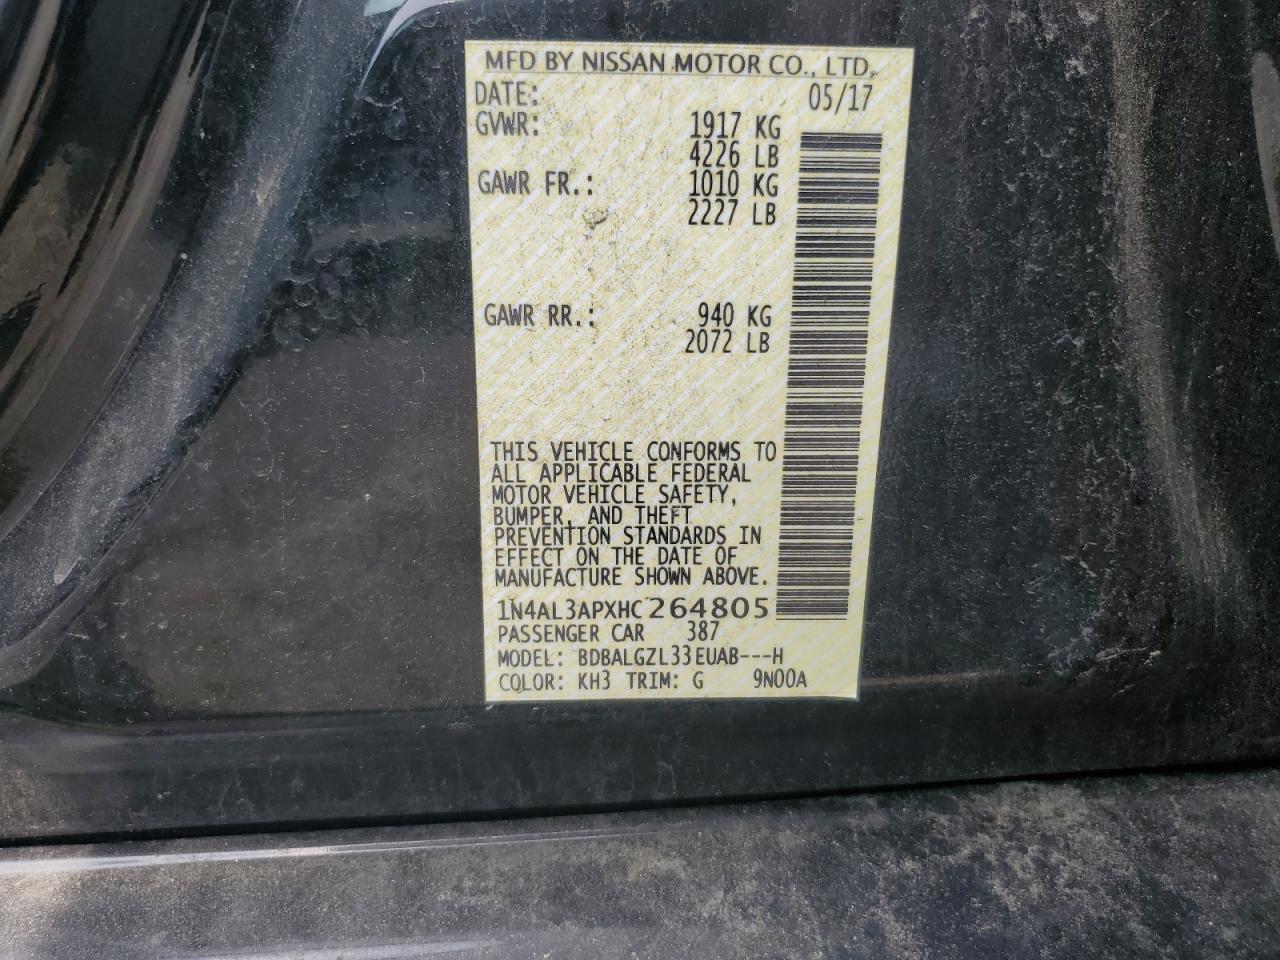 MFD BY NISSAN MOTOR CO., LTD.
DATE: 05/17
GVWR: 1917 KG
4226 LB
GAWR FR.: 1010 KG
2227 LB
GAWR RR.: 940 KG
2072 LB
THIS VEHICLE CONFORMS TO
ALL APPLICABLE FEDERAL
MOTOR VEHICLE SAFETY,
BUMPER, AND THEFT
PREVENTION STANDARDS IN
EFFECT ON THE DATE OF
MANUFACTURE SHOWN ABOVE.
1N4AL3APXHC264805
PASSENGER CAR 387
MODEL: BDBALGZL33EUAB---H
COLOR: KH3 TRIM: G 9N00A